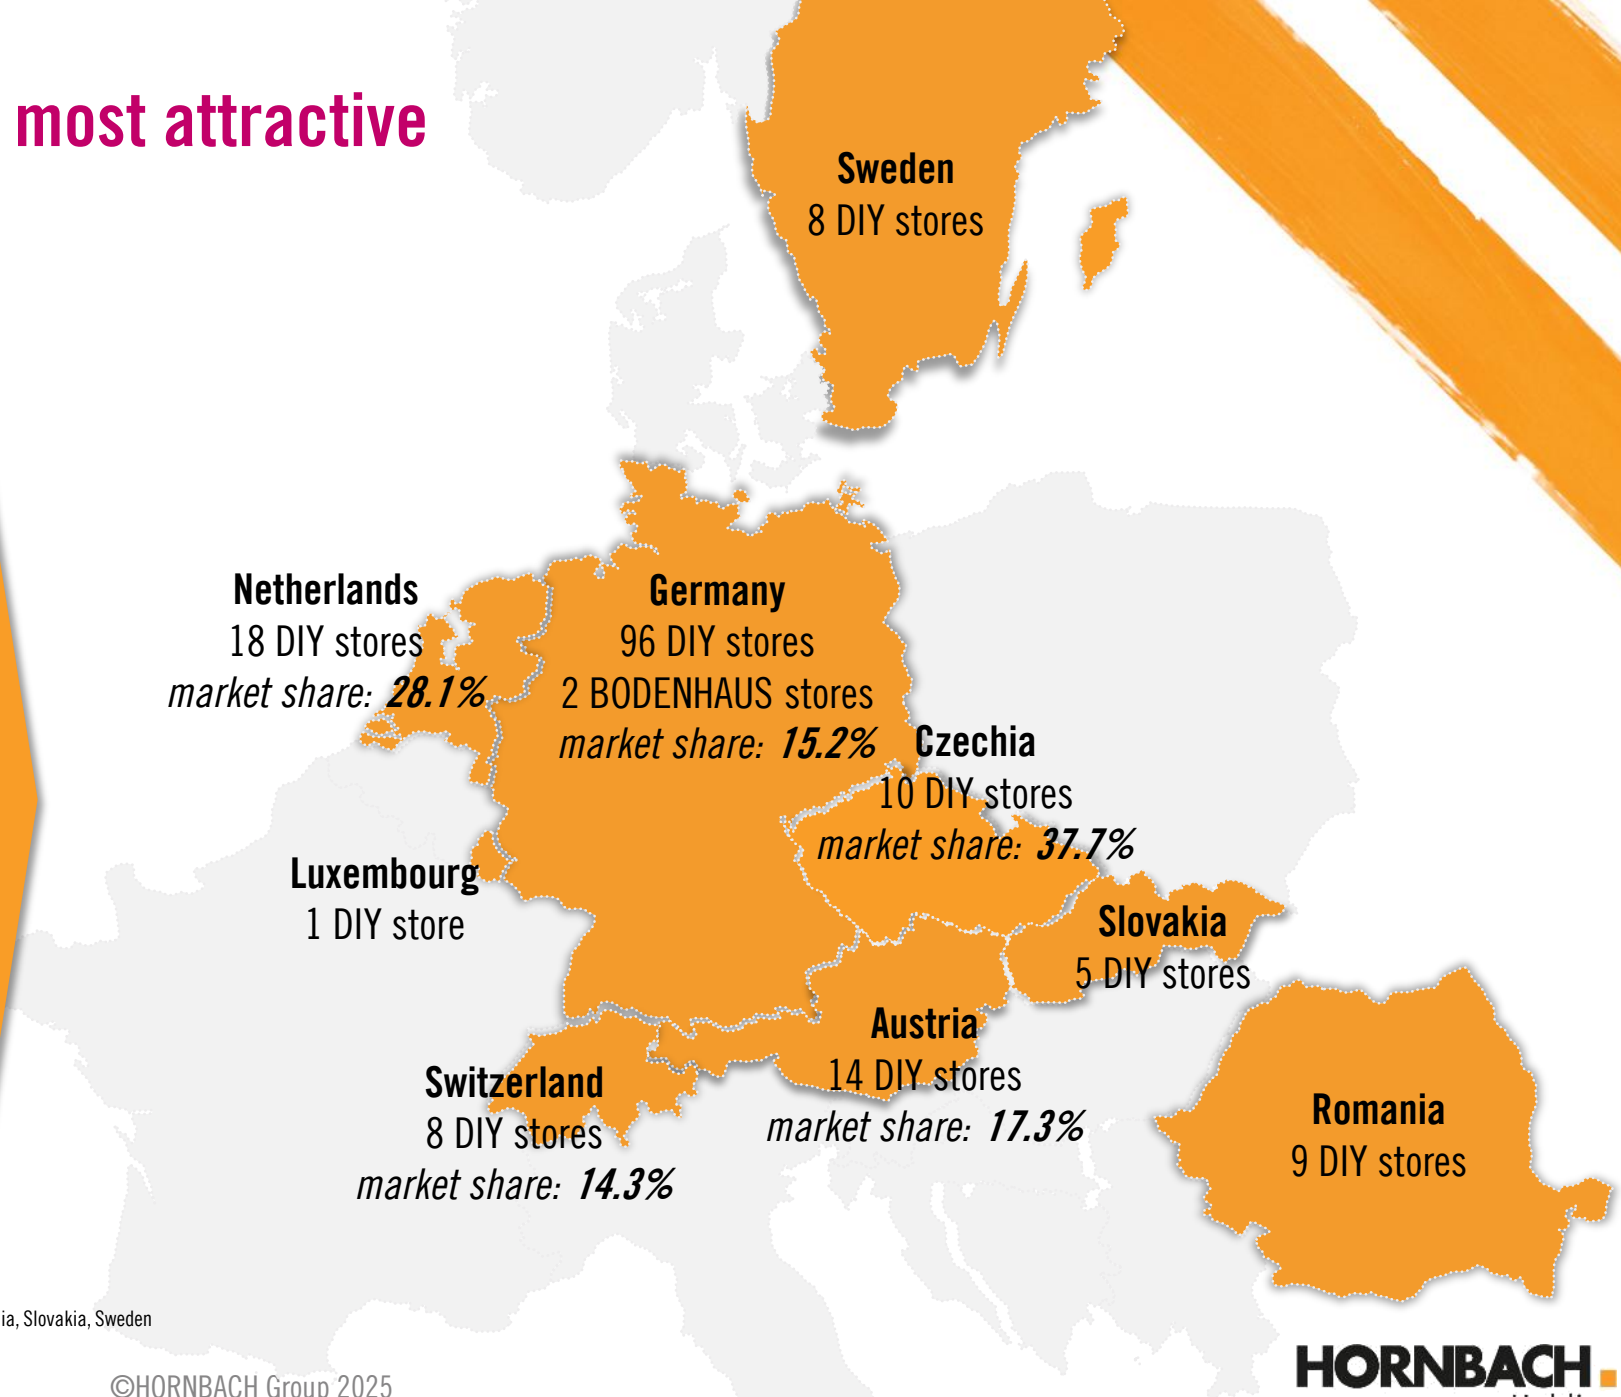 most attractive
Sweden
8 DIY stores
Netherlands
18 DIY stores
market share: 28.1%
Germany
96 DIY stores
2 BODENHAUS stores
market share: 15.2%
Czechia
10 DIY stores
market share: 37.7%
Luxembourg
1 DIY store
Slovakia
5 DIY stores
Austria
14 DIY stores
market share: 17.3%
Switzerland
8 DIY stores
market share: 14.3%
Romania
9 DIY stores
ia, Slovakia, Sweden
©HORNBACH Group 2025
HORNBACH